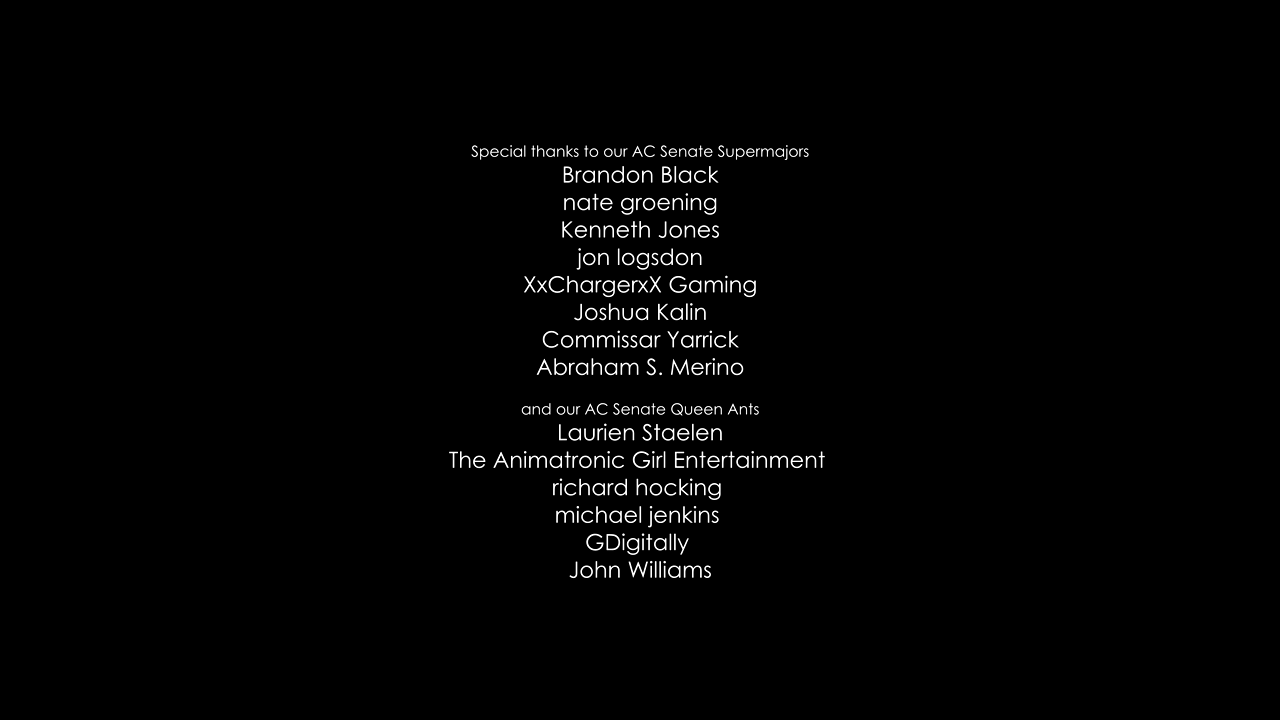 Special thanks to our AC Senate Supermajors
Brandon Black
nate groening
Kenneth Jones
jon logsdon
XxChargerxX Gaming
Joshua Kalin
Commissar Yarrick
Abraham S. Merino
and our AC Senate Queen Ants
Laurien Staelen
The Animatronic Girl Entertainment
richard hocking
michael jenkins
GDigitally
John Williams